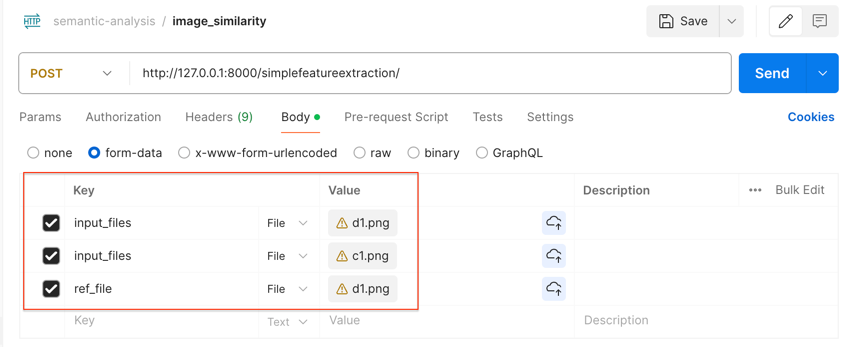 HTTP semantic-analysis / image_similarity Save
POST http://127.0.0.1:8000/simplefeatureextraction/ Send
Params Authorization Headers (9) Body Pre-request Script Tests Settings Cookies
none form-data x-www-form-urlencoded raw binary GraphQL
Key Value Description Bulk Edit
input_files File d1.png
input_files File c1.png
ref_file File d1.png
Key Text Value Description